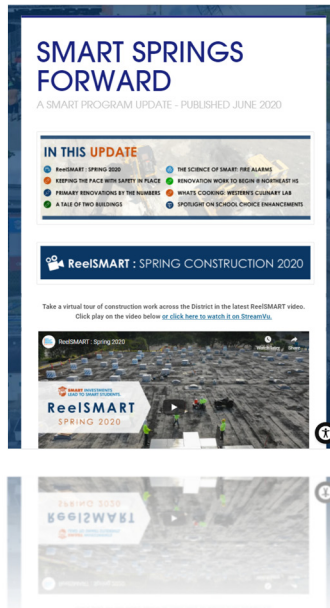 SMART SPRINGS
FORWARD
A SMART PROGRAM UPDATE - PUBLISHED JUNE 2020
IN THIS UPDATE
ReelSMART : SPRING 2020
KEEPING THE PACE WITH SAFETY IN PLACE
PRIMARY RENOVATIONS BY THE NUMBERS
A TALE OF TWO BUILDINGS
THE SCIENCE OF SMART: FIRE ALARMS
RENOVATION WORK TO BEGIN @ NORTHEAST HS
WHAT'S COOKING: WESTERN'S CULINARY LAB
SPOTLIGHT ON SCHOOL CHOICE ENHANCEMENTS
ReelSMART : SPRING CONSTRUCTION 2020
Take a virtual tour of construction work across the District in the latest ReelSMART video.
Click play on the video below or click here to watch it on StreamVu.
ReelSMART : Spring 2020
Watch later Share
SMART INVESTMENTS
LEAD TO SMART STUDENTS.
ReelSMART
SPRING 2020